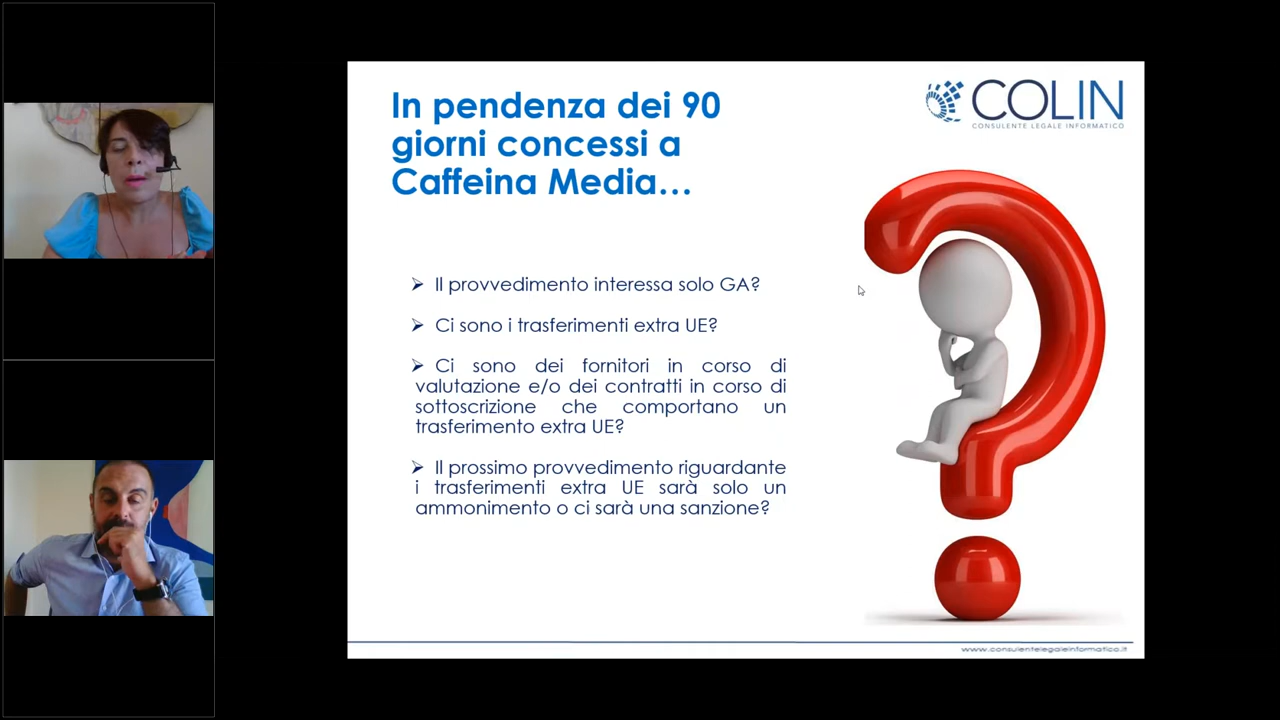 In pendenza dei 90
giorni concessi a
Caffeina Media…
COLIN
CONSULENTE LEGALE INFORMATICO
➢ Il provvedimento interessa solo GA?
➢ Ci sono i trasferimenti extra UE?
➢ Ci sono dei fornitori in corso di
valutazione e/o dei contratti in corso di
sottoscrizione che comportano un
trasferimento extra UE?
➢ Il prossimo provvedimento riguardante
i trasferimenti extra UE sarà solo un
ammonimento o ci sarà una sanzione?
www.consulentelegaleinformatico.it